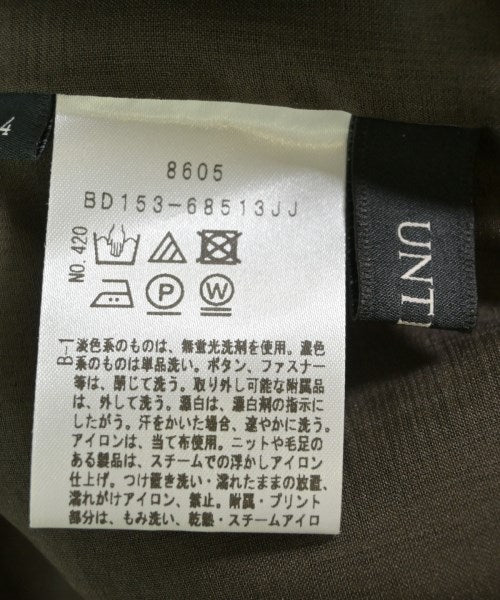 4
8605
BD153-68513JJ
NO. 420
P
W
B-1
淡色系のものは、無蛍光洗剤を使用。濃色
系のものは単品洗い。ボタン、ファスナー
等は、閉じて洗う。取り外し可能な附属品
は、外して洗う。漂白は、漂白剤の指示に
したがう。汗をかいた場合、速やかに洗う。
アイロンは、当て布使用。ニットや毛足の
ある製品は、スチームでの浮かしアイロン
仕上げ。つけ置き洗い・濡れたままの放置、
濡れがけアイロン、禁止。附属・プリント
部分は、もみ洗い、乾燥・スチームアイロ
UNT